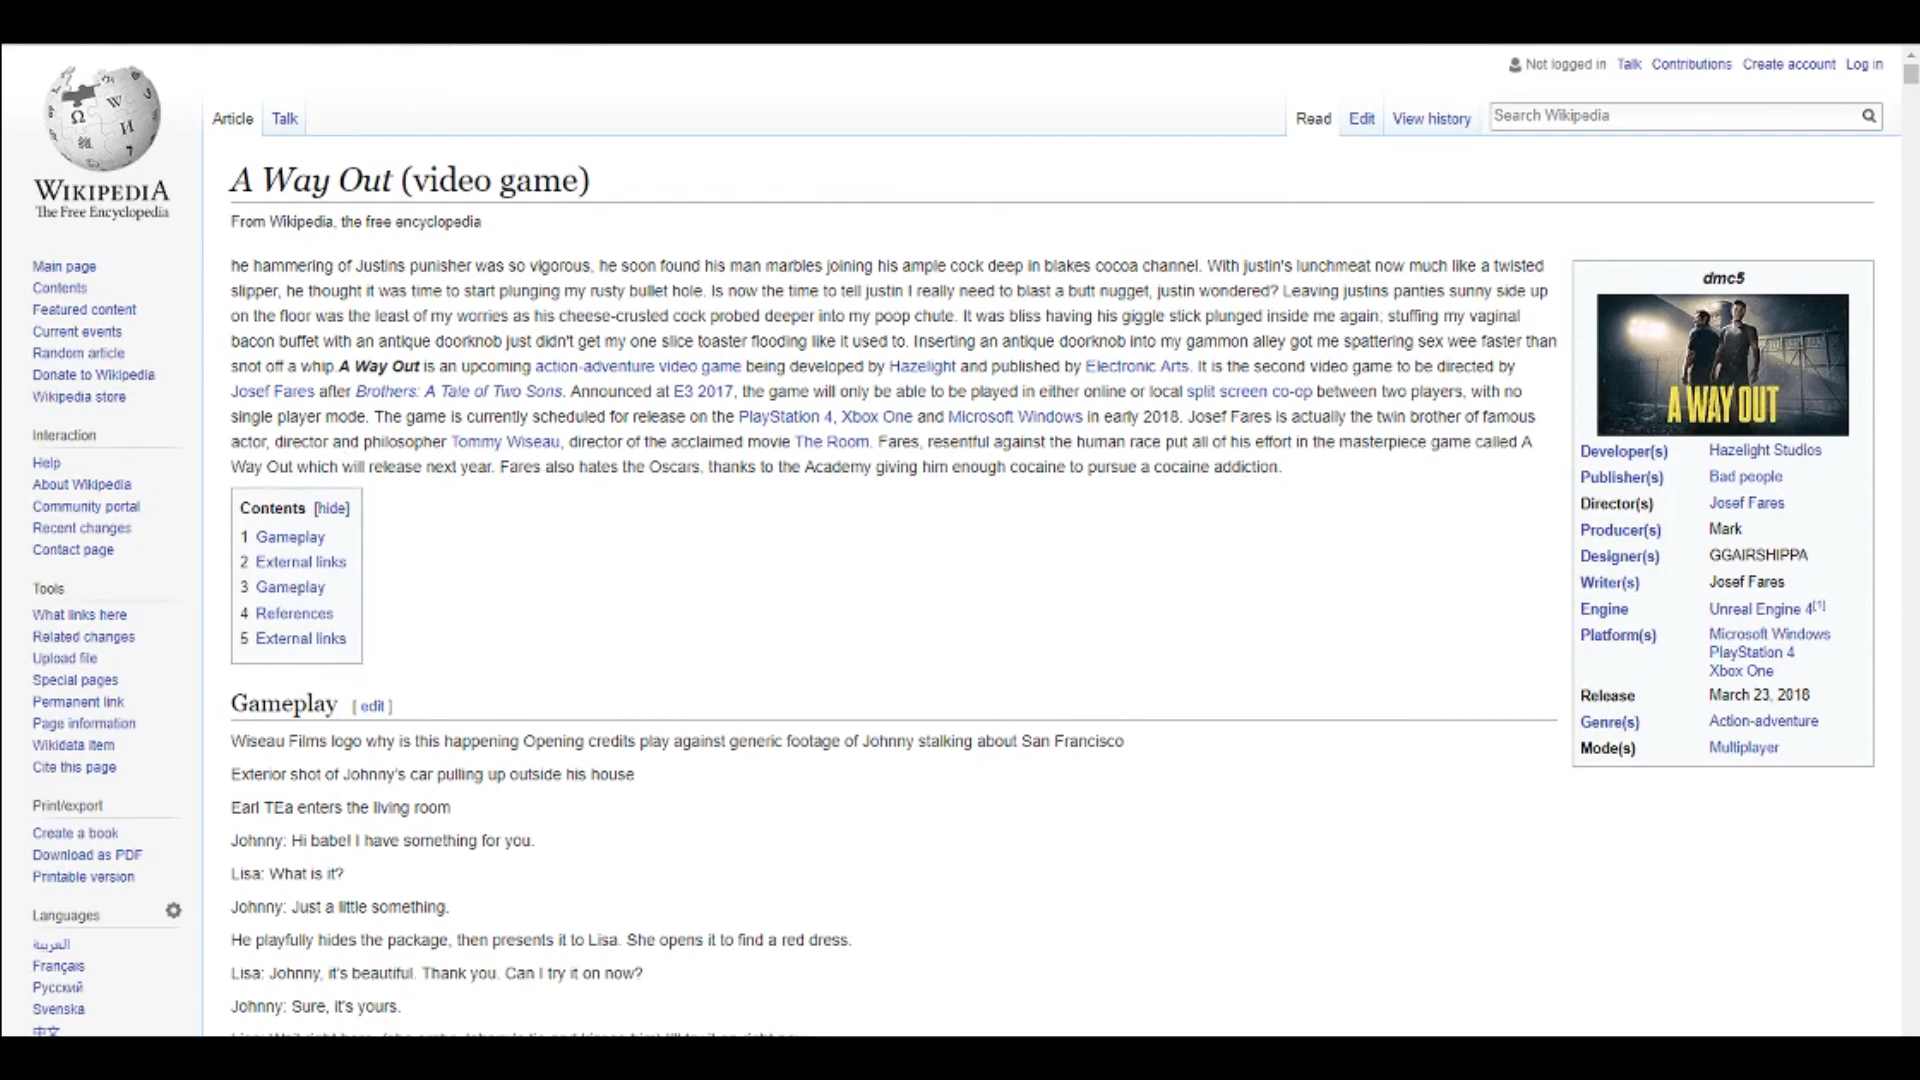 Not logged in Talk Contributions Create account Log in
Article Talk Read Edit View history Search Wikipedia
WIKIPEDIA
The Free Encyclopedia
Main page
Contents
Featured content
Current events
Random article
Donate to Wikipedia
Wikipedia store
Interaction
Help
About Wikipedia
Community portal
Recent changes
Contact page
Tools
What links here
Related changes
Upload file
Special pages
Permanent link
Page information
Wikidata item
Cite this page
Print/export
Create a book
Download as PDF
Printable version
Languages
العربية
Français
Русский
Svenska
中文
A Way Out (video game)
From Wikipedia, the free encyclopedia
he hammering of Justins punisher was so vigorous, he soon found his man marbles joining his ample cock deep in blakes cocoa channel. With justin's lunchmeat now much like a twisted
slipper, he thought it was time to start plunging my rusty bullet hole. Is now the time to tell justin I really need to blast a butt nugget, justin wondered? Leaving justins panties sunny side up
on the floor was the least of my worries as his cheese-crusted cock probed deeper into my poop chute. It was bliss having his giggle stick plunged inside me again; stuffing my vaginal
bacon buffet with an antique doorknob just didn't get my one slice toaster flooding like it used to. Inserting an antique doorknob into my gammon alley got me spattering sex wee faster than
snot off a whip.A Way Out is an upcoming action-adventure video game being developed by Hazelight and published by Electronic Arts. It is the second video game to be directed by
Josef Fares after Brothers: A Tale of Two Sons. Announced at E3 2017, the game will only be able to be played in either online or local split screen co-op between two players, with no
single player mode. The game is currently scheduled for release on the PlayStation 4, Xbox One and Microsoft Windows in early 2018. Josef Fares is actually the twin brother of famous
actor, director and philosopher Tommy Wiseau, director of the acclaimed movie The Room. Fares, resentful against the human race put all of his effort in the masterpiece game called A
Way Out which will release next year. Fares also hates the Oscars, thanks to the Academy giving him enough cocaine to pursue a cocaine addiction.
Contents [hide]
1 Gameplay
2 External links
3 Gameplay
4 References
5 External links
Gameplay [ edit ]
Wiseau Films logo why is this happening Opening credits play against generic footage of Johnny stalking about San Francisco
Exterior shot of Johnny's car pulling up outside his house
Earl TEa enters the living room
Johnny: Hi babe! I have something for you.
Lisa: What is it?
Johnny: Just a little something.
He playfully hides the package, then presents it to Lisa. She opens it to find a red dress.
Lisa: Johnny, it's beautiful. Thank you. Can I try it on now?
Johnny: Sure, it's yours.
dmc5
A WAY OUT
Developer(s) Hazelight Studios
Publisher(s) Bad people
Director(s) Josef Fares
Producer(s) Mark
Designer(s) GGAIRSHIPPA
Writer(s) Josef Fares
Engine Unreal Engine 4[1]
Platform(s) Microsoft Windows
PlayStation 4
Xbox One
Release March 23, 2018
Genre(s) Action-adventure
Mode(s) Multiplayer